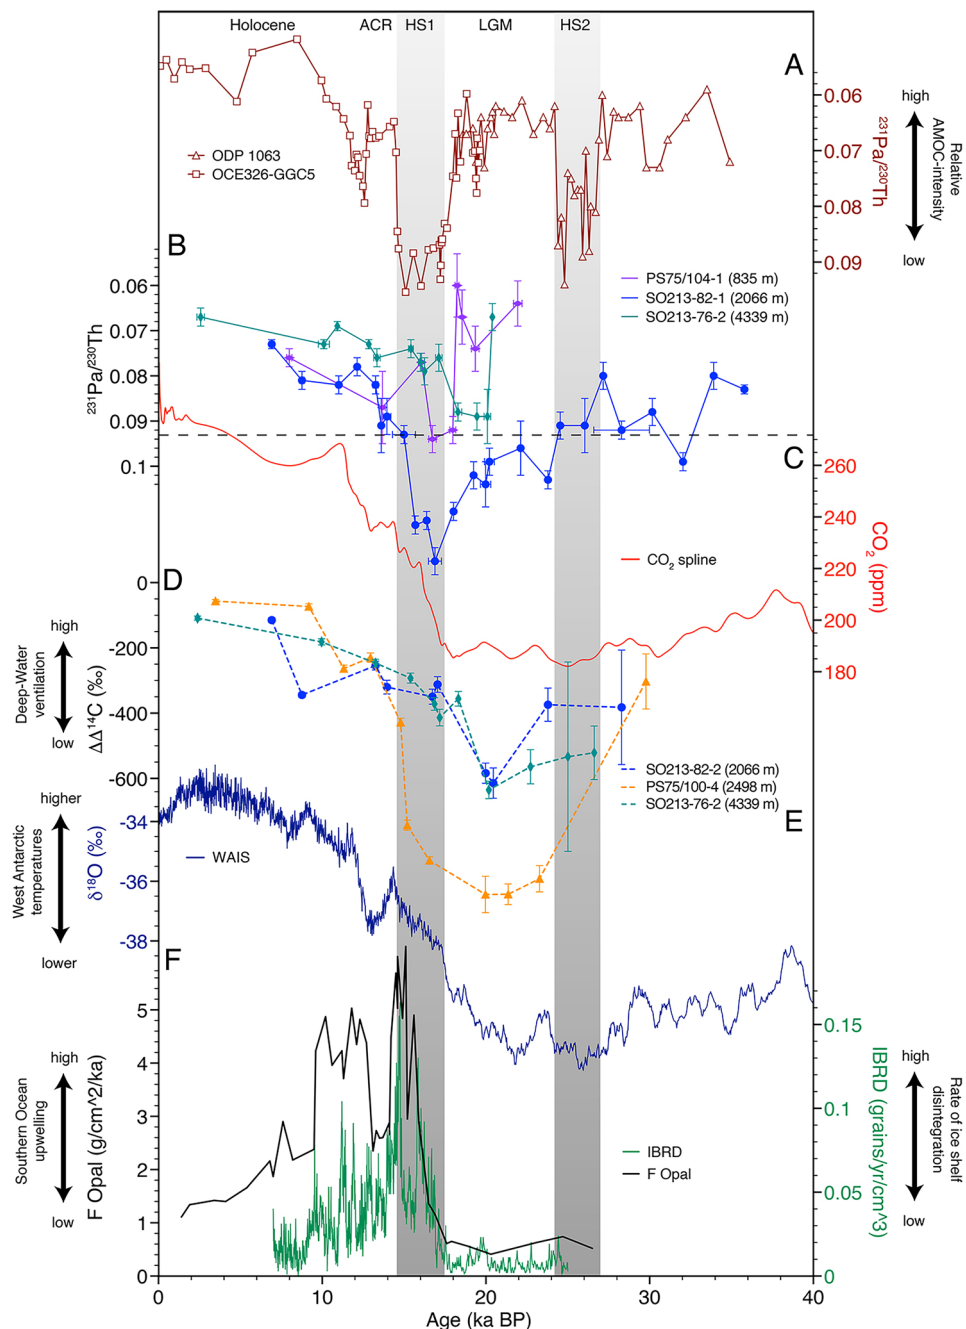 Holocene
ACR
HS1
LGM
HS2
A
0.06
0.07
0.08
0.09
231Pa/230Th
high
Relative
AMOC-intensity
low
ODP 1063
OCE326-GGC5
B
0.06
0.07
0.08
0.09
0.1
231Pa/230Th
PS75/104-1 (835 m)
SO213-82-1 (2066 m)
SO213-76-2 (4339 m)
C
260
240
220
200
180
CO2 (ppm)
CO2 spline
D
0
-200
-400
-600
ΔΔ14C (‰)
high
Deep-Water
ventilation
low
SO213-82-2 (2066 m)
PS75/100-4 (2498 m)
SO213-76-2 (4339 m)
E
-34
-36
-38
δ18O (‰)
higher
West Antarctic
temperatures
lower
WAIS
F
5
4
3
2
1
0
F Opal (g/cm^2/ka)
high
Southern Ocean
upwelling
low
0.15
0.1
0.05
0
IBRD (grains/yr/cm^3)
high
Rate of ice shelf
disintegration
low
IBRD
F Opal
0
10
20
30
40
Age (ka BP)